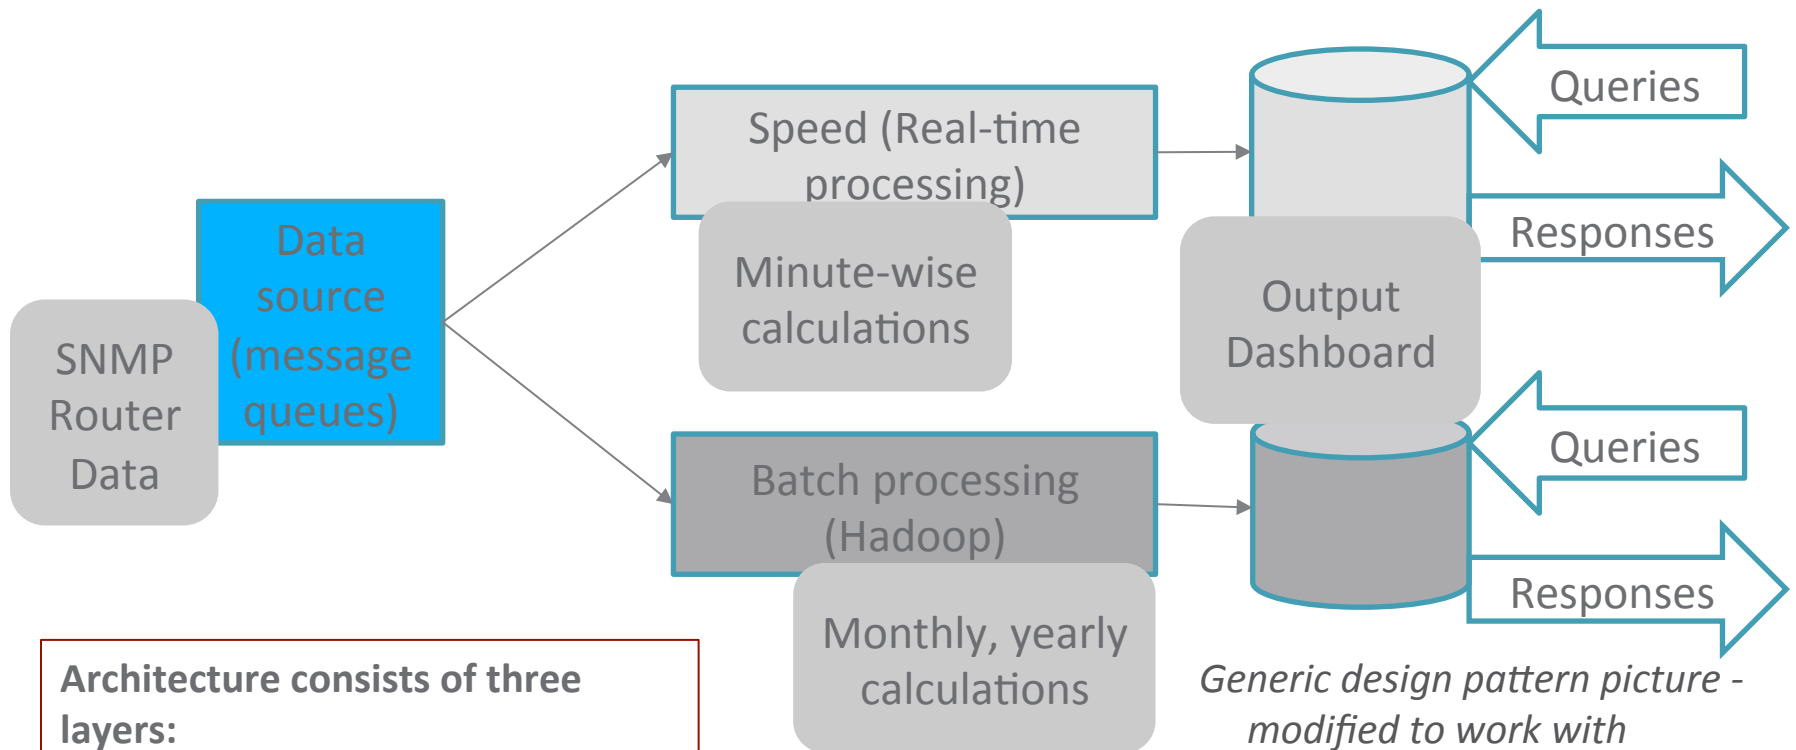 SNMP
Router
Data
Data
source
(message
queues)
Speed (Real-time
processing)
Minute-wise
calculations
Batch processing
(Hadoop)
Monthly, yearly
calculations
Output
Dashboard
Queries
Responses
Queries
Responses
Architecture consists of three
layers:
Generic design pattern picture -
modified to work with